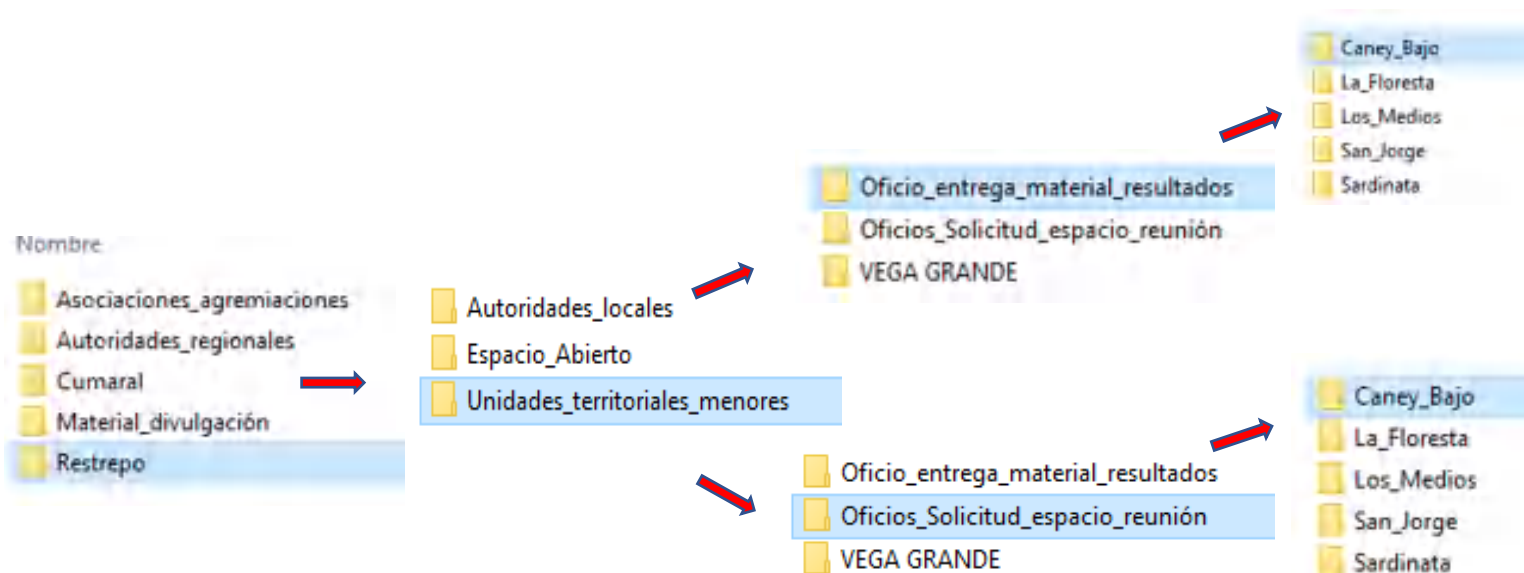 Nombre
Asociaciones_agremiaciones
Autoridades_regionales
Cumaral
Material_divulgación
Restrepo
Autoridades_locales
Espacio_Abierto
Unidades_territoriales_menores
Oficio_entrega_material_resultados
Oficios_Solicitud_espacio_reunión
VEGA GRANDE
Caney_Bajo
La_Floresta
Los_Medios
San_Jorge
Sardinata
Oficio_entrega_material_resultados
Oficios_Solicitud_espacio_reunión
VEGA GRANDE
Caney_Bajo
La_Floresta
Los_Medios
San_Jorge
Sardinata